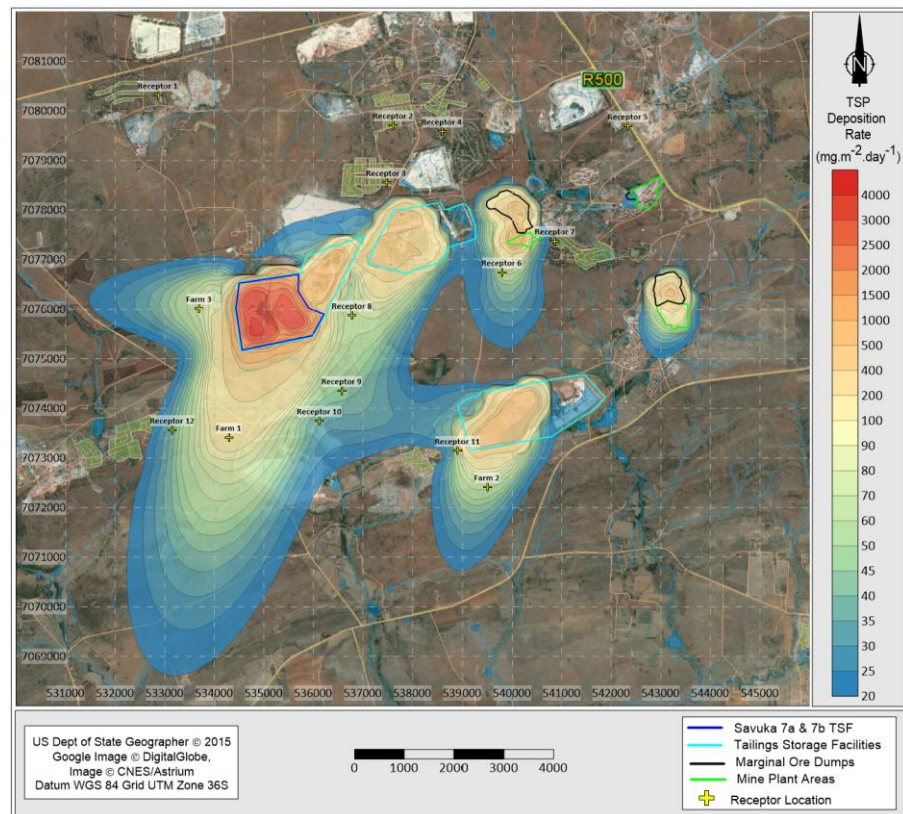 7081000
Receptor 1
R500
7080000
Receptor 2
Receptor 4
Receptor 5
7079000
Receptor 3
7078000
Receptor 7
7077000
Receptor 6
Farm 3
Receptor 8
7076000
7075000
Receptor 9
7074000
Receptor 12
Farm 1
Receptor 10
Receptor 11
7073000
Farm 2
7072000
7071000
7070000
7069000
531000 532000 533000 534000 535000 536000 537000 538000 539000 540000 541000 542000 543000 544000 545000
N
TSP
Deposition
Rate
(mg.m⁻².day⁻¹)
4000
3000
2500
2000
1500
1000
900
800
700
600
500
400
300
200
100
90
80
70
60
50
45
40
35
30
25
20
US Dept of State Geographer © 2015
Google Image © DigitalGlobe,
Image © CNES/Astrium
Datum WGS 84 Grid UTM Zone 36S
0 1000 2000 3000 4000
Savuka 7a & 7b TSF
Tailings Storage Facilities
Marginal Ore Dumps
Mine Plant Areas
Receptor Location